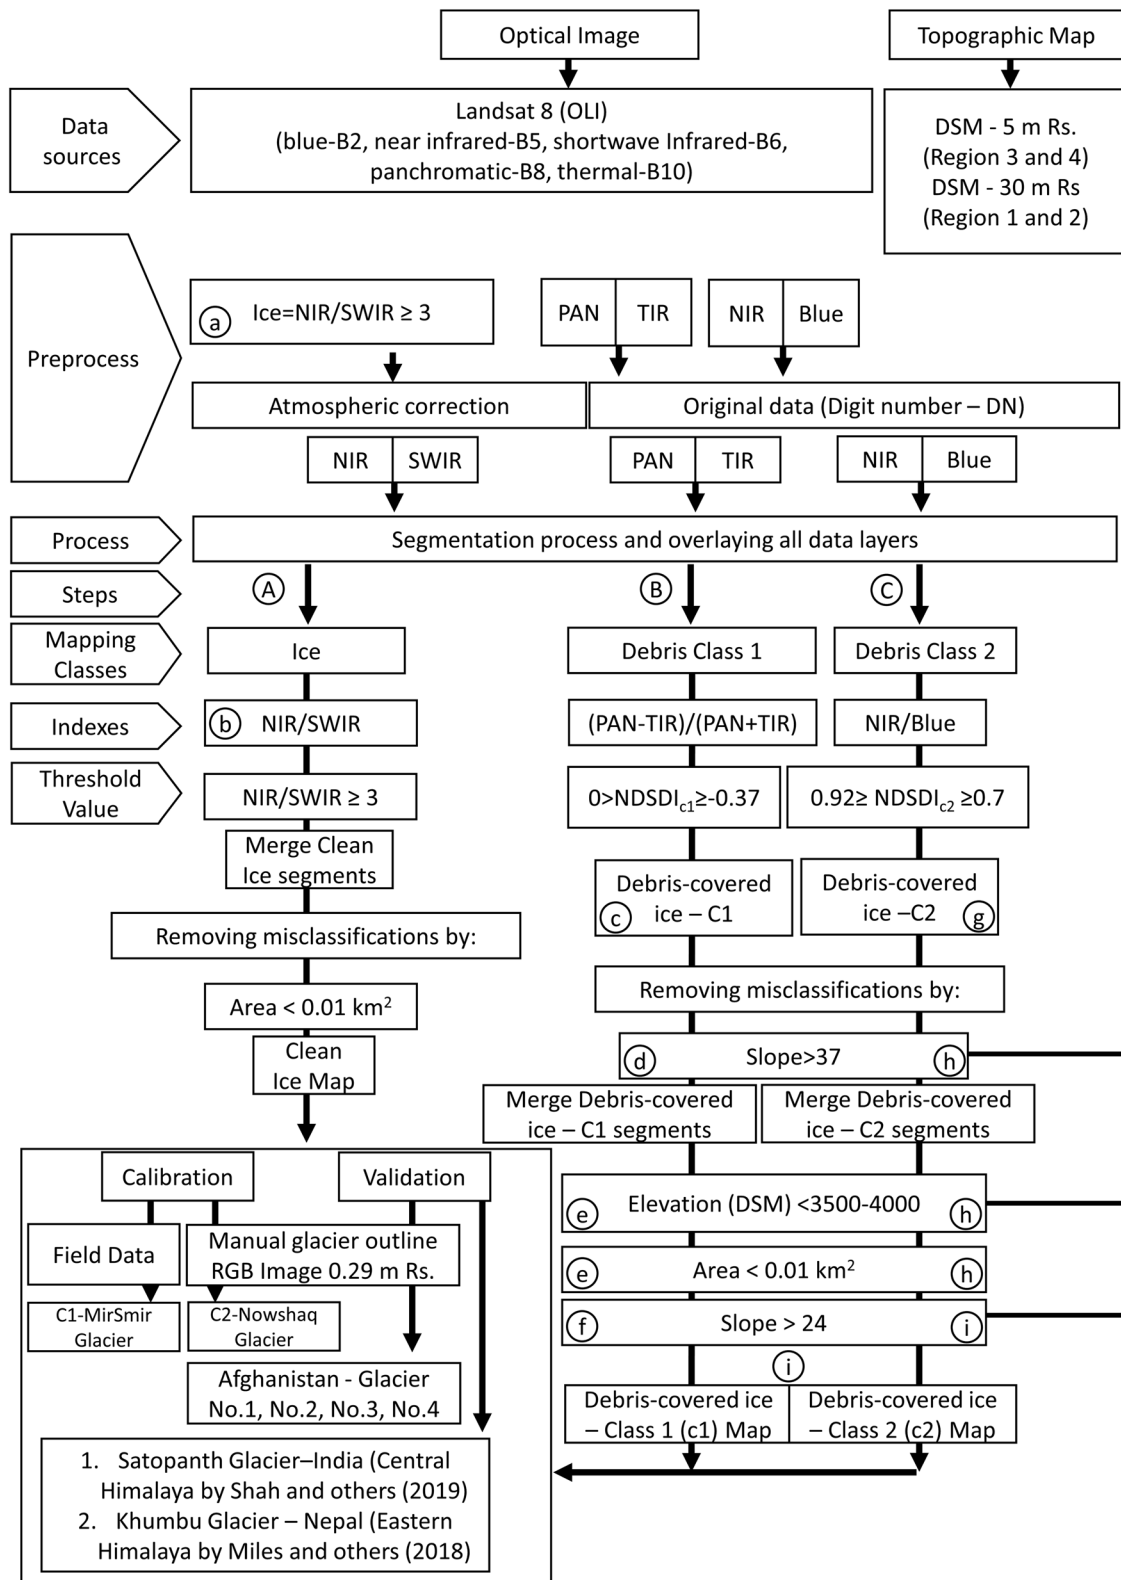 Optical Image
Topographic Map
Data
sources
Landsat 8 (OLI)
(blue-B2, near infrared-B5, shortwave Infrared-B6,
panchromatic-B8, thermal-B10)
DSM - 5 m Rs.
(Region 3 and 4)
DSM - 30 m Rs
(Region 1 and 2)
Preprocess
a
Ice=NIR/SWIR ≥ 3
PAN
TIR
NIR
Blue
Atmospheric correction
Original data (Digit number – DN)
NIR
SWIR
PAN
TIR
NIR
Blue
Process
Segmentation process and overlaying all data layers
Steps
A
B
C
Mapping
Classes
Ice
Debris Class 1
Debris Class 2
Indexes
b
NIR/SWIR
(PAN-TIR)/(PAN+TIR)
NIR/Blue
Threshold
Value
NIR/SWIR ≥ 3
0>NDSDIc1≥-0.37
0.92≥ NDSDIc2 ≥0.7
Merge Clean
Ice segments
Debris-covered
ice – C1
c
Debris-covered
ice –C2
g
Removing misclassifications by:
Removing misclassifications by:
Area < 0.01 km²
Clean
Ice Map
d
Slope>37
h
Merge Debris-covered
ice – C1 segments
Merge Debris-covered
ice – C2 segments
Calibration
Validation
e
Elevation (DSM) <3500-4000
h
Field Data
Manual glacier outline
RGB Image 0.29 m Rs.
e
Area < 0.01 km²
h
C1-MirSmir
Glacier
C2-Nowshaq
Glacier
f
Slope > 24
i
i
Afghanistan - Glacier
No.1, No.2, No.3, No.4
Debris-covered ice
– Class 1 (c1) Map
Debris-covered ice
– Class 2 (c2) Map
1. Satopanth Glacier–India (Central
Himalaya by Shah and others (2019)
2. Khumbu Glacier – Nepal (Eastern
Himalaya by Miles and others (2018)